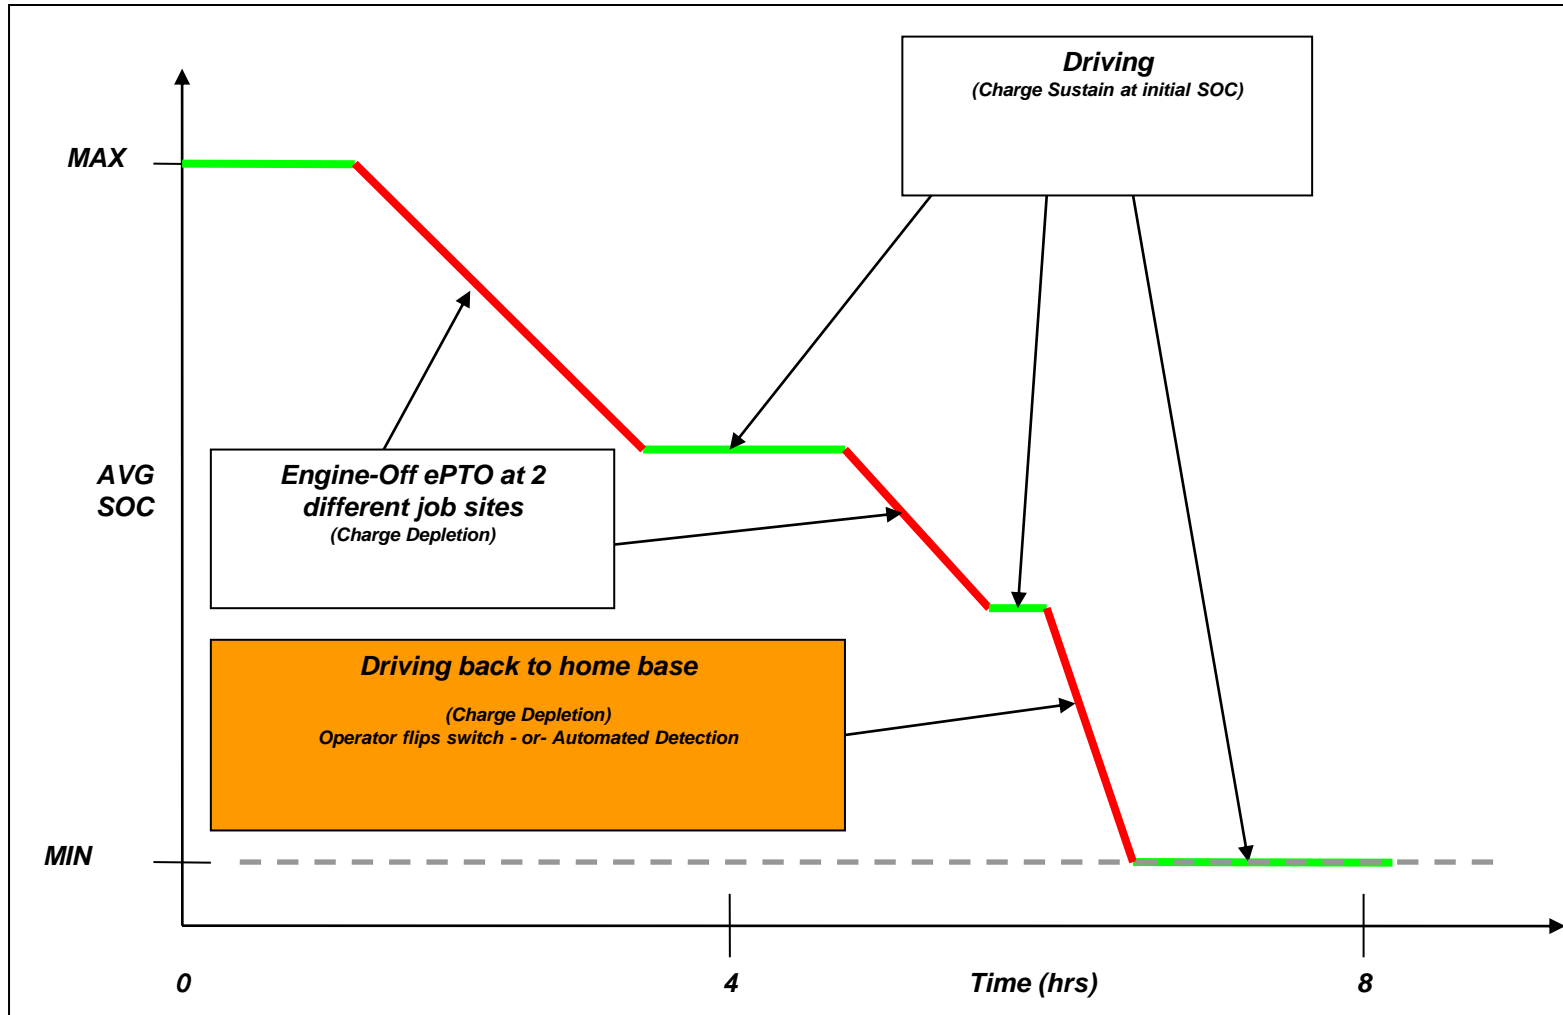 Driving
(Charge Sustain at initial SOC)
MAX
Engine-Off ePTO at 2
different job sites
(Charge Depletion)
AVG
SOC
Driving back to home base
(Charge Depletion)
Operator flips switch - or- Automated Detection
MIN
0
4
Time (hrs)
8